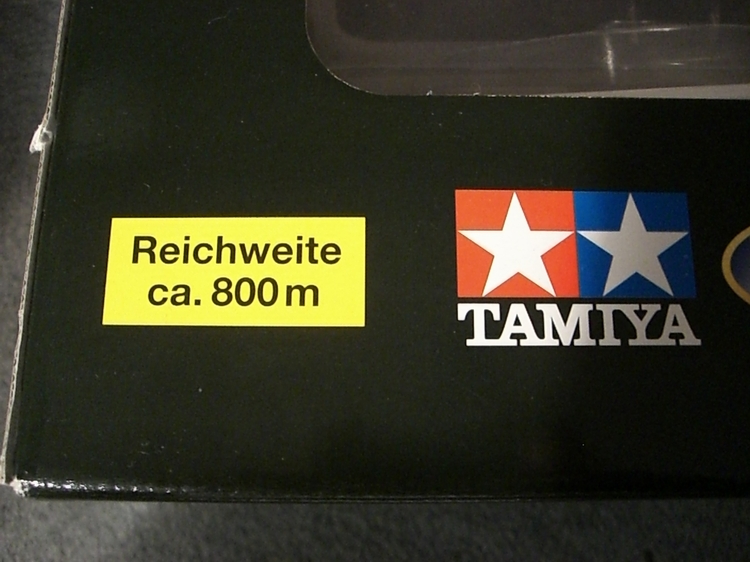 Reichweite
ca. 800 m
TAMIYA